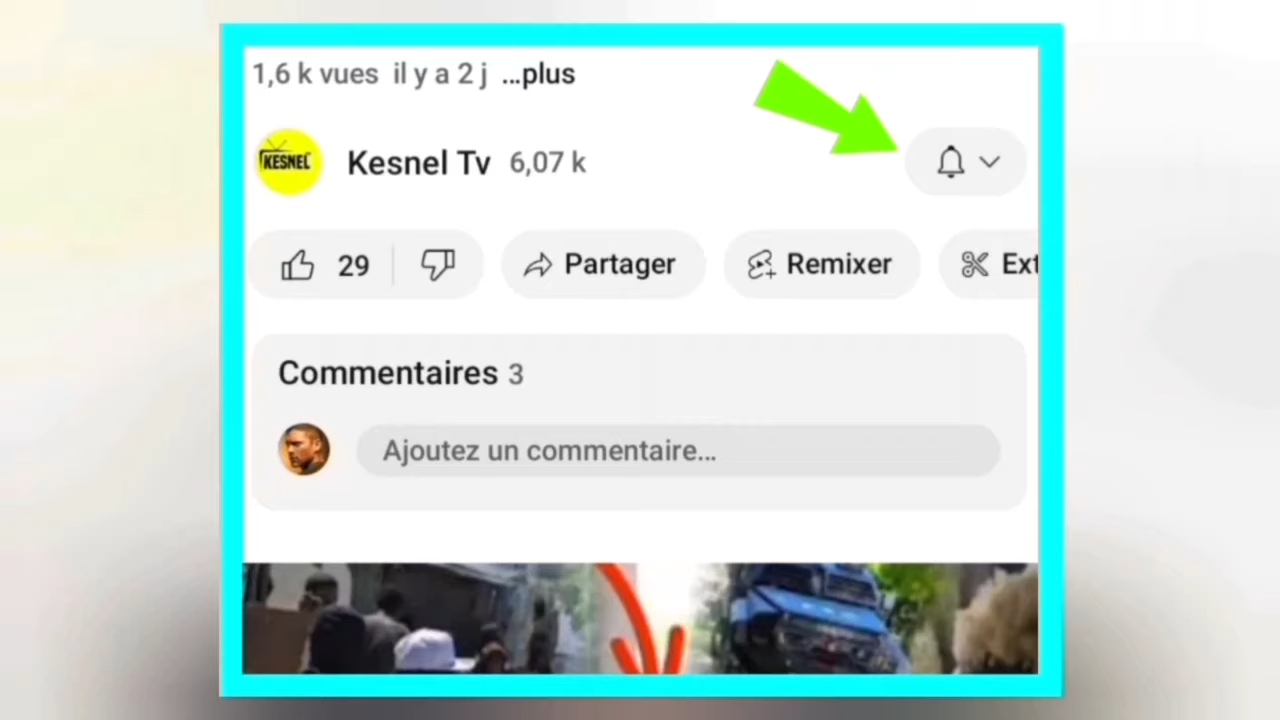 1,6 k vues il y a 2 j ...plus
KESNEL
Kesnel Tv 6,07 k
29 Partager Remixer Ext
Commentaires 3
Ajoutez un commentaire...